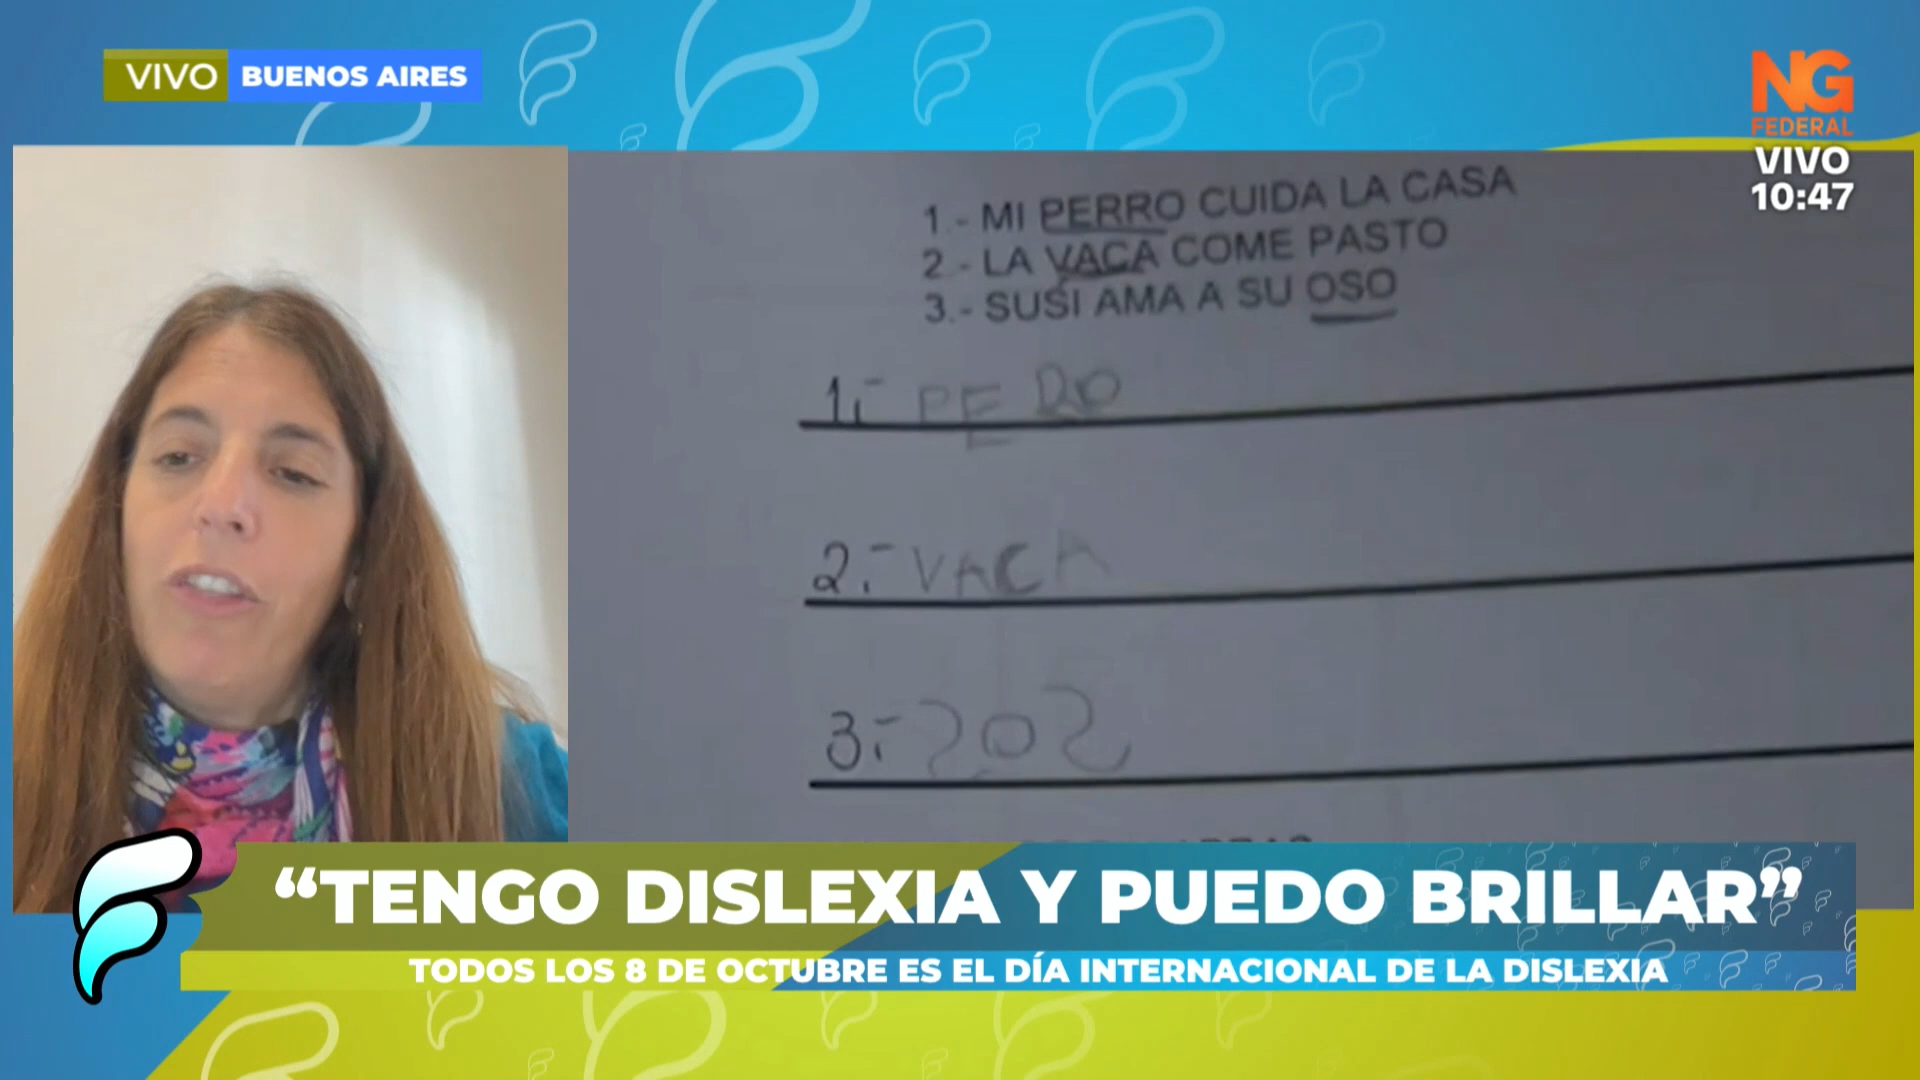 VIVO BUENOS AIRES
NG
FEDERAL
VIVO
10:47
1.- MI PERRO CUIDA LA CASA
2.- LA VACA COME PASTO
3.- SUSI AMA A SU OSO
1.- PERO
2.- VACA
3.- SOS
“TENGO DISLEXIA Y PUEDO BRILLAR”
TODOS LOS 8 DE OCTUBRE ES EL DÍA INTERNACIONAL DE LA DISLEXIA